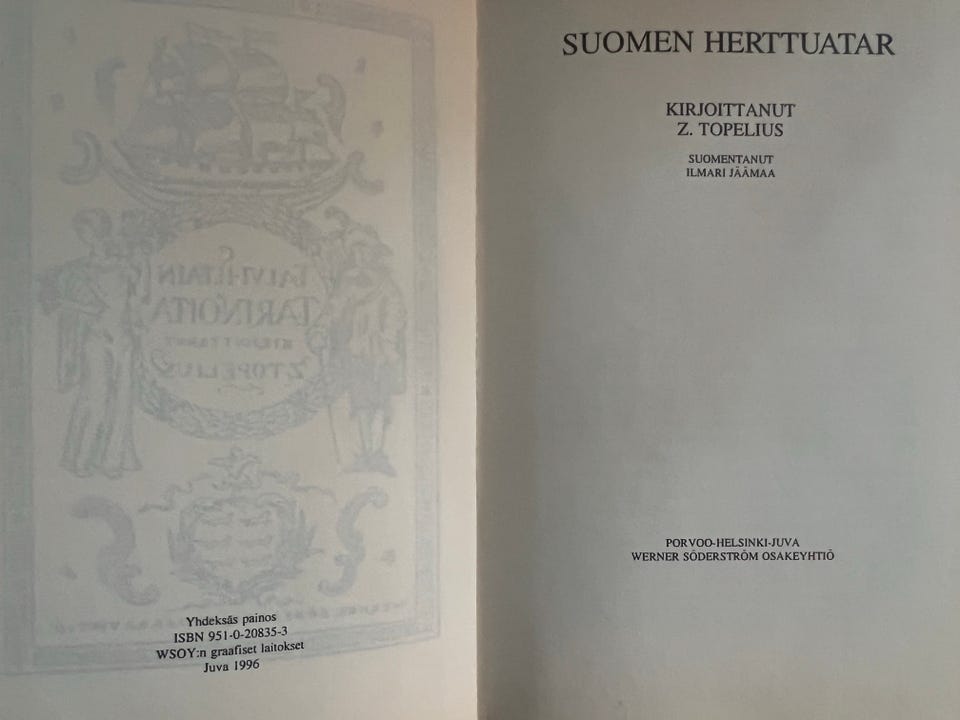 TALVI-ILTAIN
TARINOITA
KIRJOITTANUT
Z. TOPELIUS
Yhdeksäs painos
ISBN 951-0-20835-3
WSOY:n graafiset laitokset
Juva 1996
SUOMEN HERTTUATAR
KIRJOITTANUT
Z. TOPELIUS
SUOMENTANUT
ILMARI JÄÄMAA
PORVOO-HELSINKI-JUVA
WERNER SÖDERSTRÖM OSAKEYHTIÖ